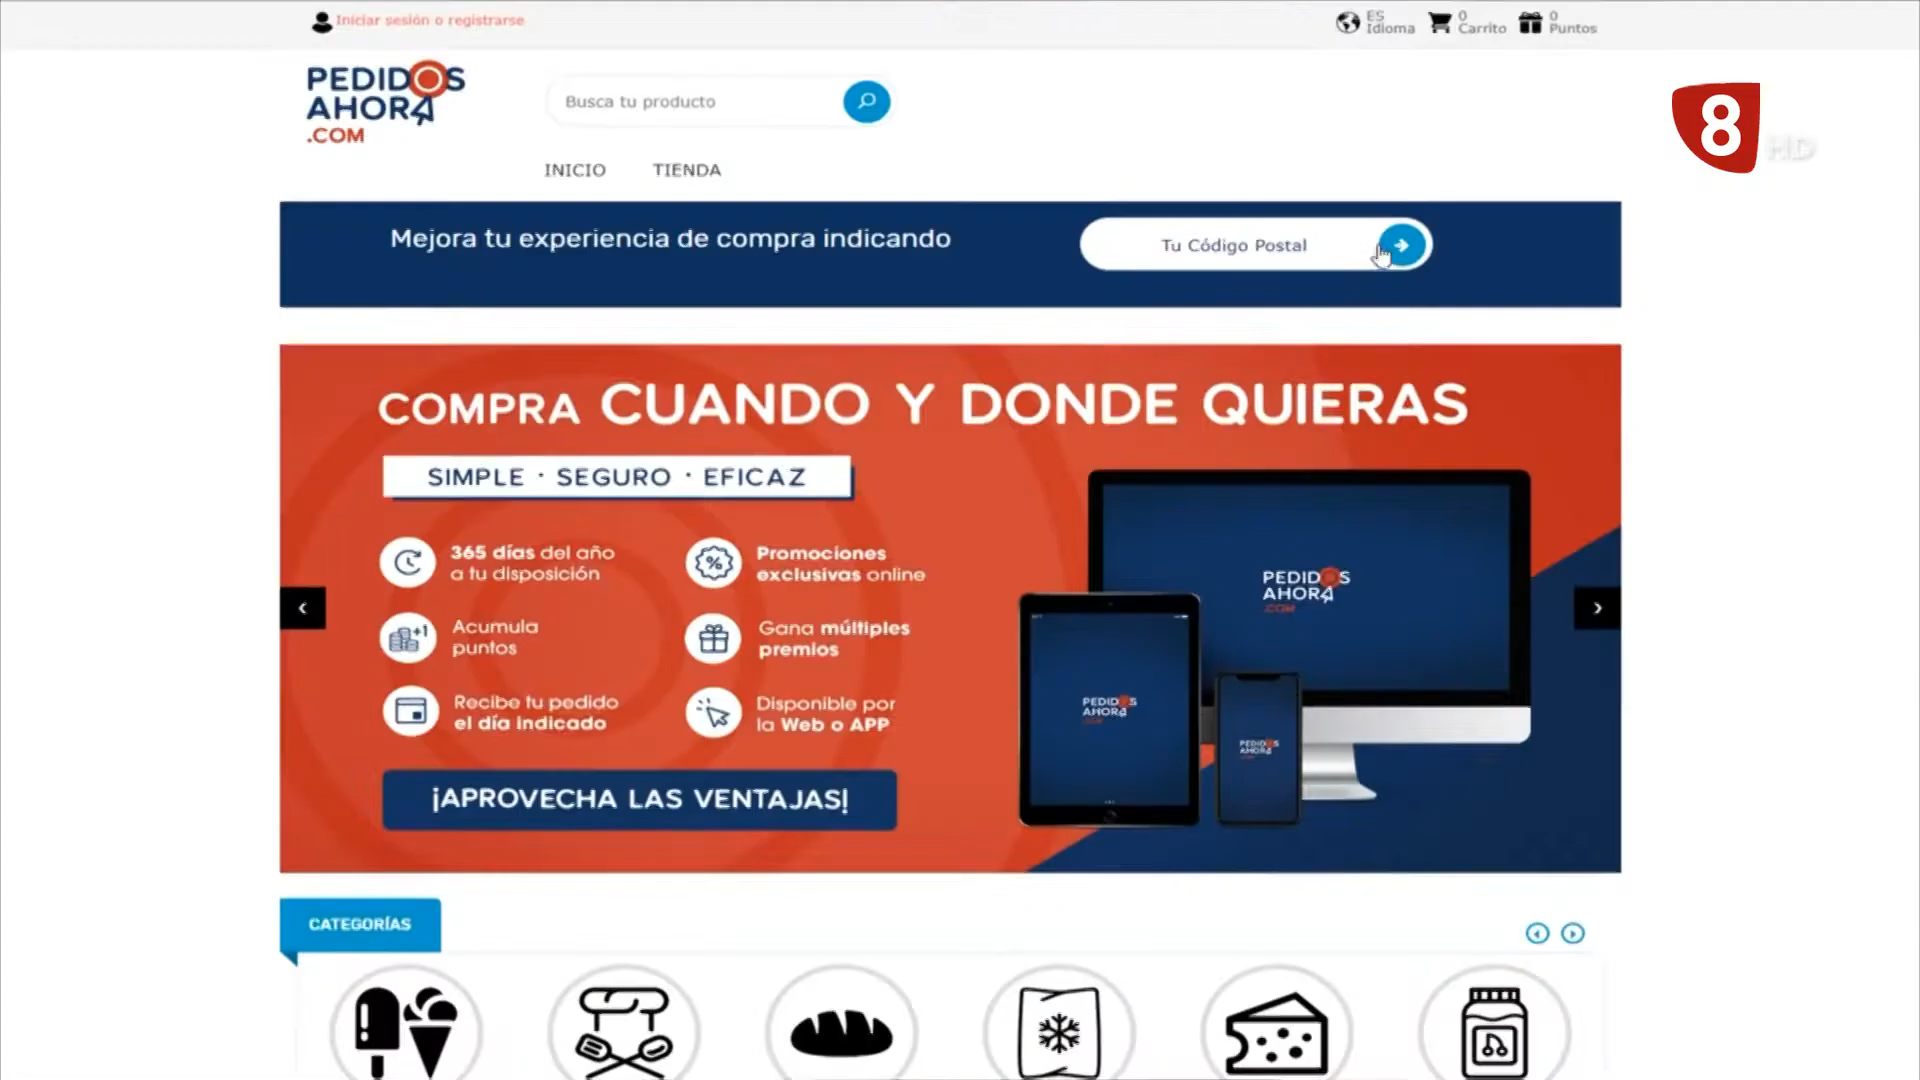 Iniciar sesión o registrarse
ES
Idioma
0
Carrito
0
Puntos
PEDIDOS
AHORA
.COM
Busca tu producto
8
HD
INICIO
TIENDA
Mejora tu experiencia de compra indicando
Tu Código Postal
COMPRA CUANDO Y DONDE QUIERAS
SIMPLE · SEGURO · EFICAZ
365 días del año
a tu disposición
Promociones
exclusivas online
Acumula
puntos
Gana múltiples
premios
Recibe tu pedido
el día indicado
Disponible por
la Web o APP
¡APROVECHA LAS VENTAJAS!
PEDIDOS
AHORA
.COM
PEDIDOS
AHORA
.COM
PEDIDOS
AHORA
CATEGORÍAS